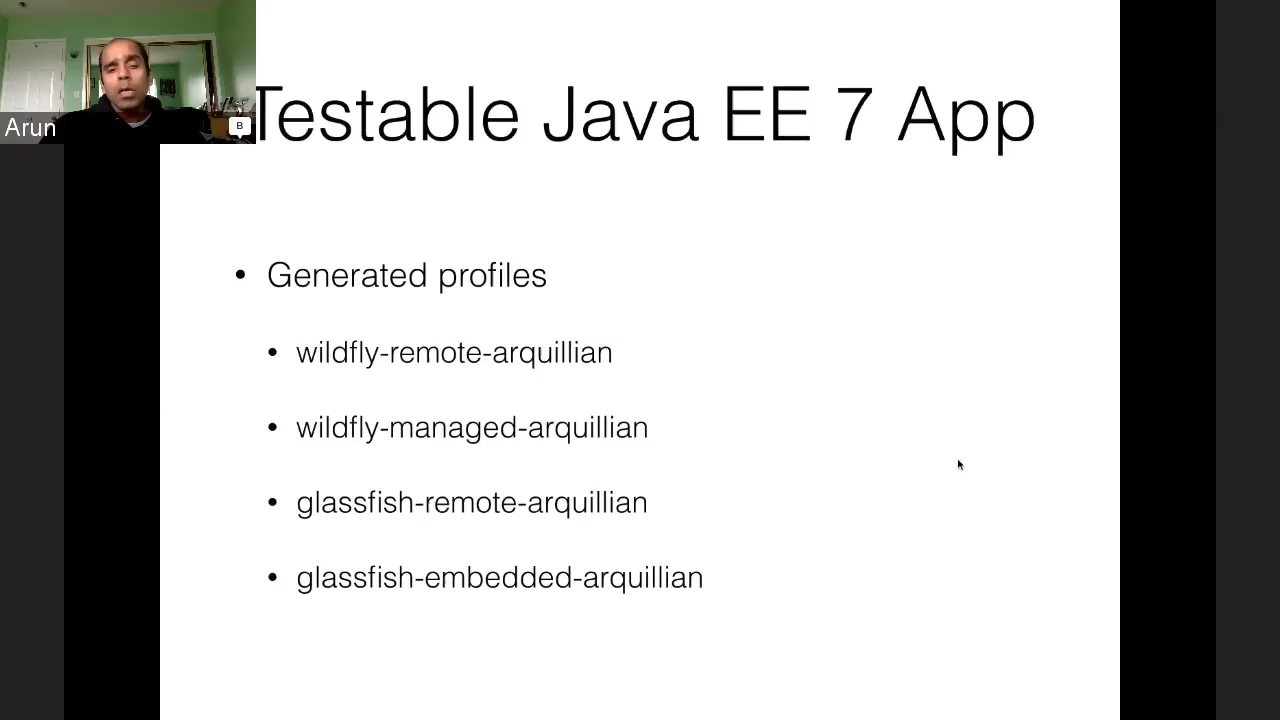 Arun
B
Testable Java EE 7 App
• Generated profiles
• wildfly-remote-arquillian
• wildfly-managed-arquillian
• glassfish-remote-arquillian
• glassfish-embedded-arquillian